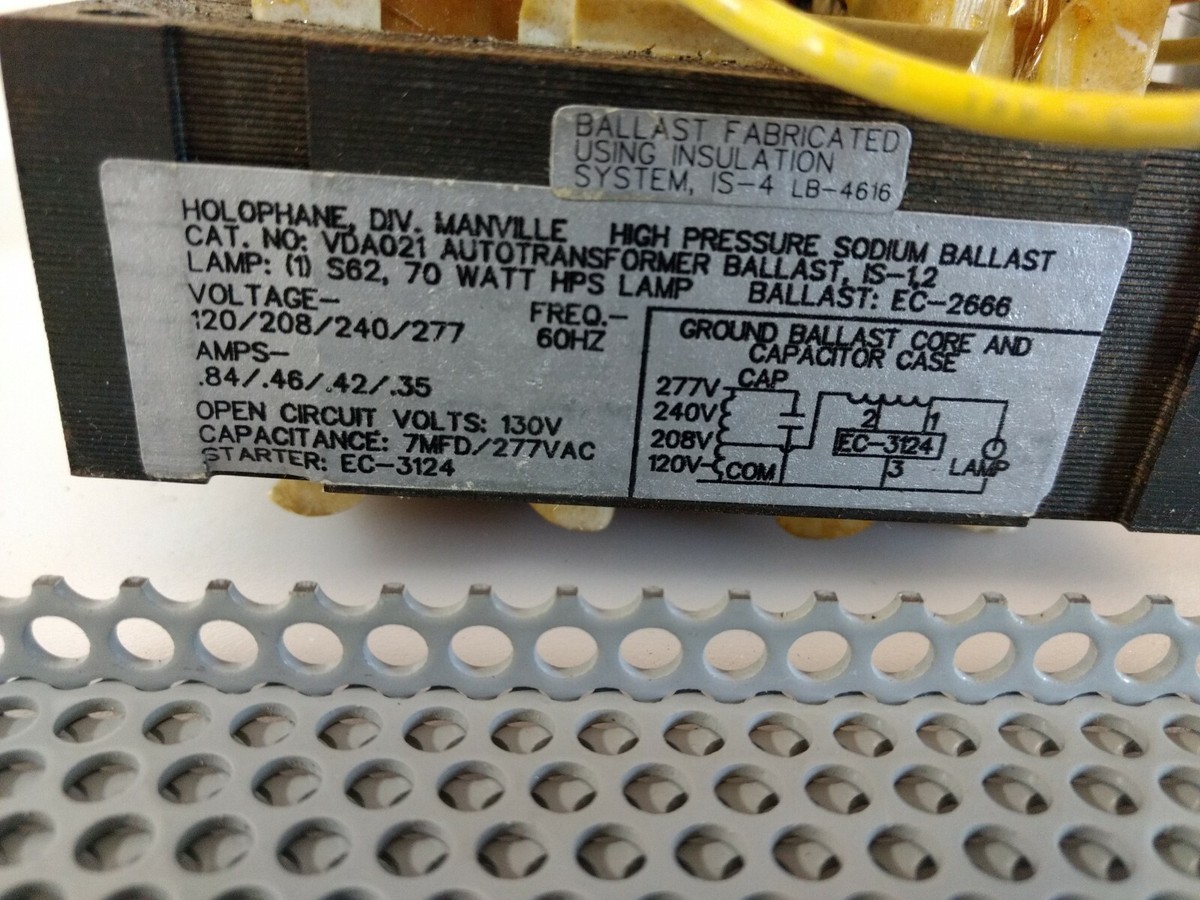 BALLAST FABRICATED
USING INSULATION
SYSTEM, IS-4 LB-4616
HOLOPHANE, DIV. MANVILLE HIGH PRESSURE SODIUM BALLAST
CAT. NO: VDA021 AUTOTRANSFORMER BALLAST, IS-1,2
LAMP: (1) S62, 70 WATT HPS LAMP BALLAST: EC-2666
VOLTAGE- FREQ.-
120/208/240/277 60HZ
AMPS-
.84/.46/.42/.35
OPEN CIRCUIT VOLTS: 130V
CAPACITANCE: 7MFD/277VAC
STARTER: EC-3124
GROUND BALLAST CORE AND
CAPACITOR CASE
277V CAP
240V 2 1
208V EC-3124
120V COM 3 LAMP